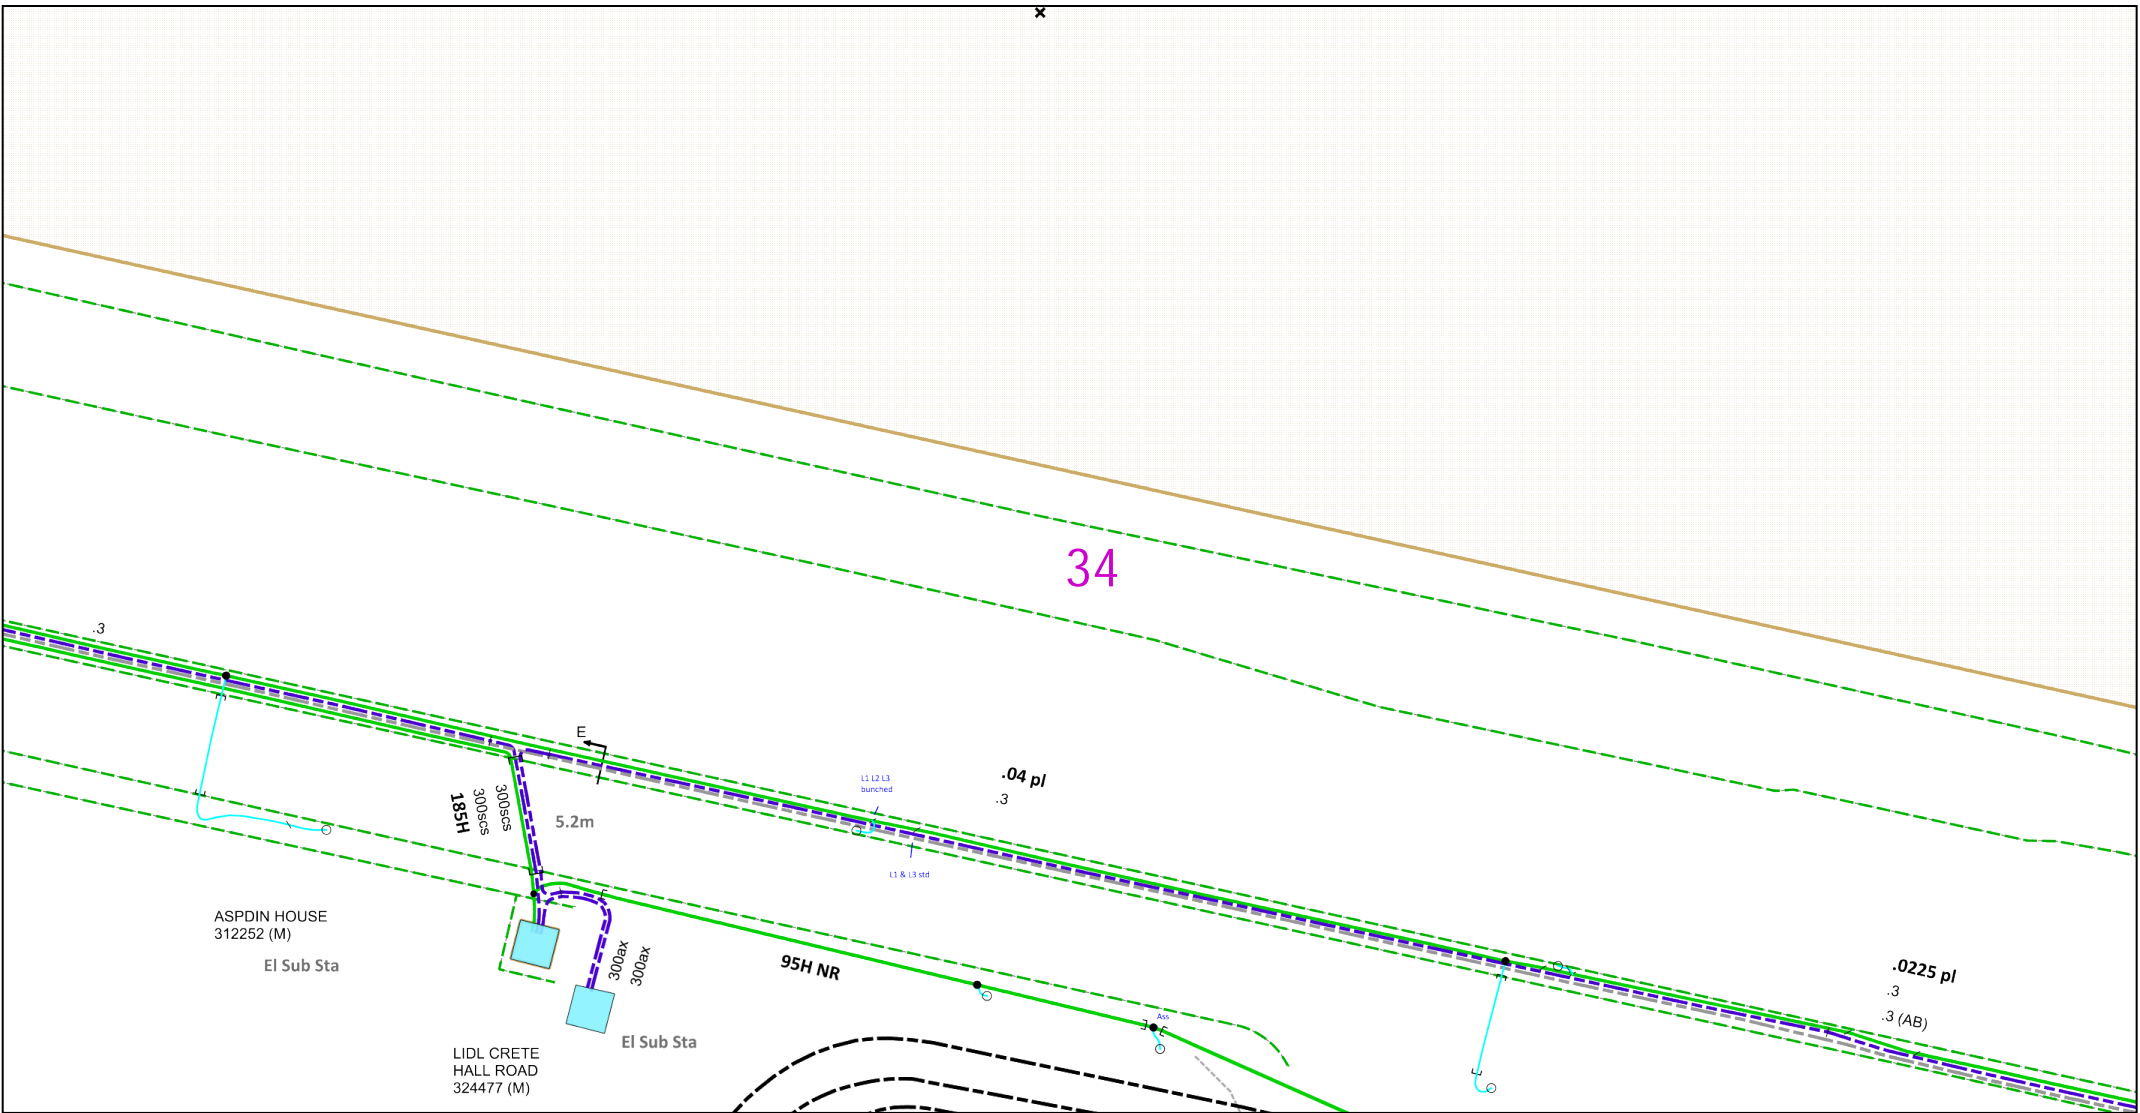 34
.3
E
L1 L2 L3
bunched
.04 pl
.3
185H
300scs
300scs
5.2m
L1 & L3 std
ASPDIN HOUSE
312252 (M)
El Sub Sta
300ax
300ax
95H NR
.0225 pl
.3
.3 (AB)
Ass
El Sub Sta
LIDL CRETE
HALL ROAD
324477 (M)